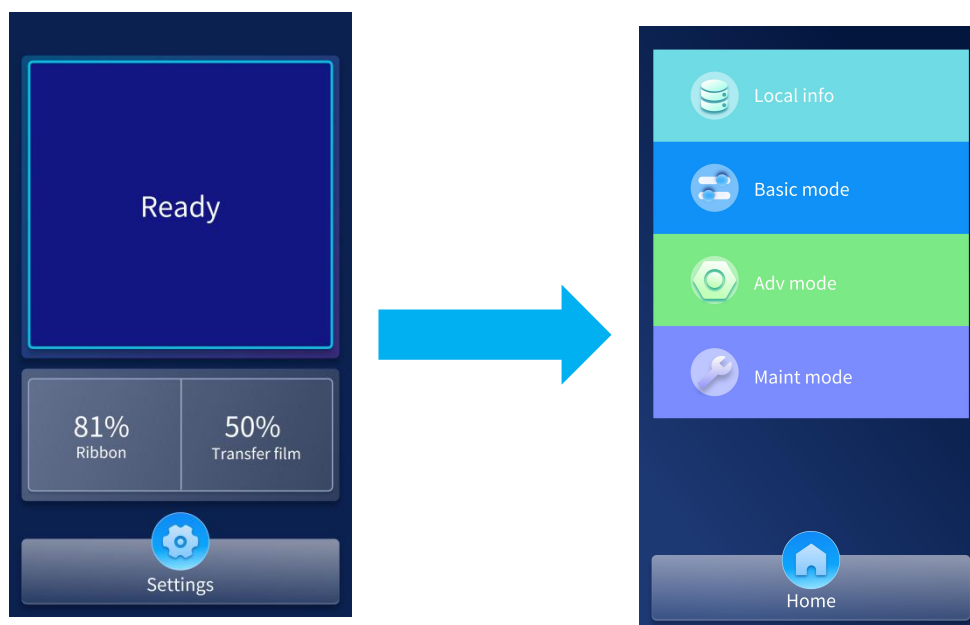 Ready
81%
Ribbon
50%
Transfer film
Settings
Local info
Basic mode
Adv mode
Maint mode
Home